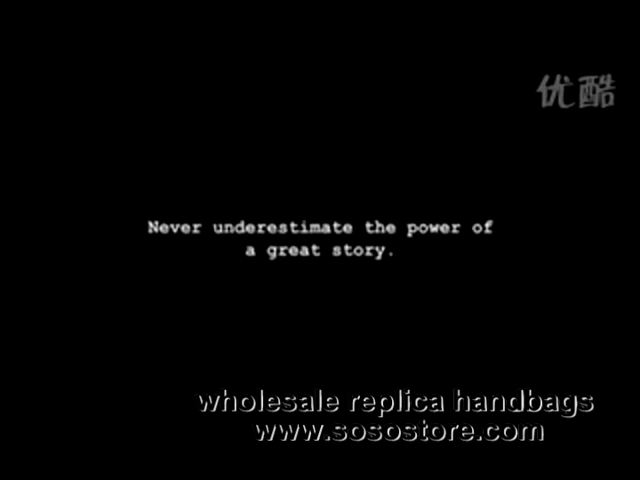 优酷
Never underestimate the power of
a great story.
wholesale replica handbags
www.sosostore.com